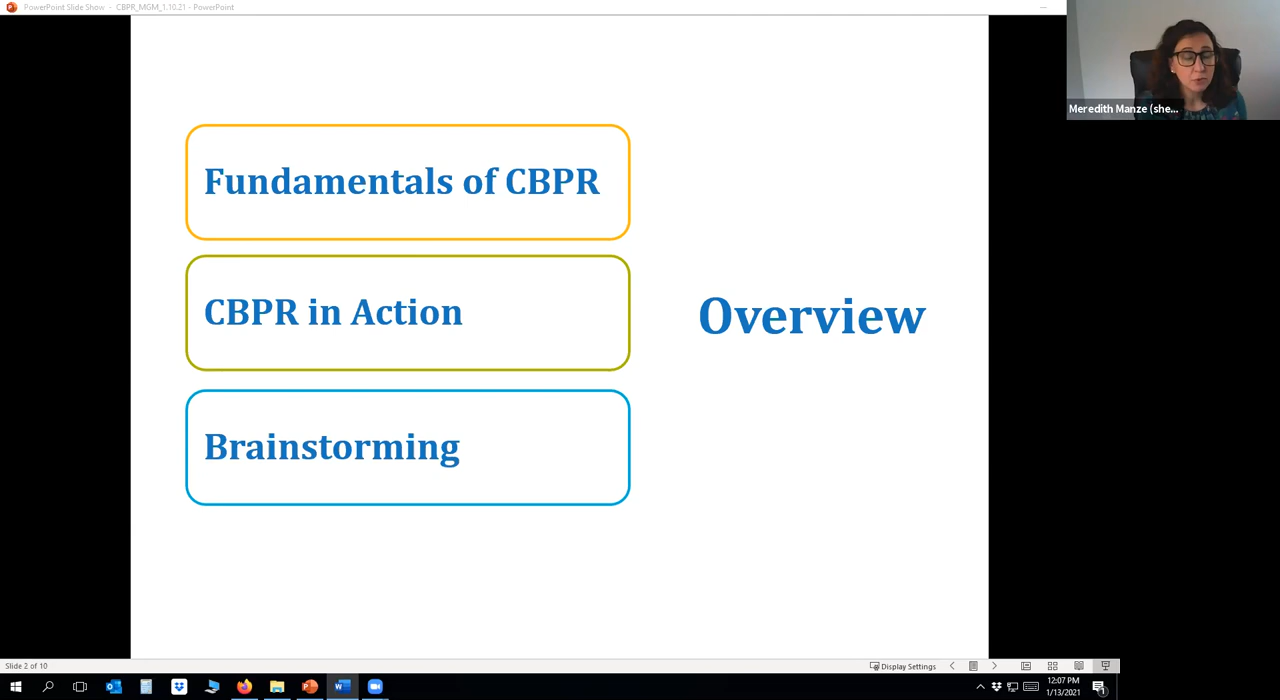 PowerPoint Slide Show - CBPR_MGM_1.10.21 - PowerPoint
Meredith Manze (she...
Fundamentals of CBPR
CBPR in Action
Brainstorming
Overview
Slide 2 of 10
Display Settings
12:07 PM
1/13/2021